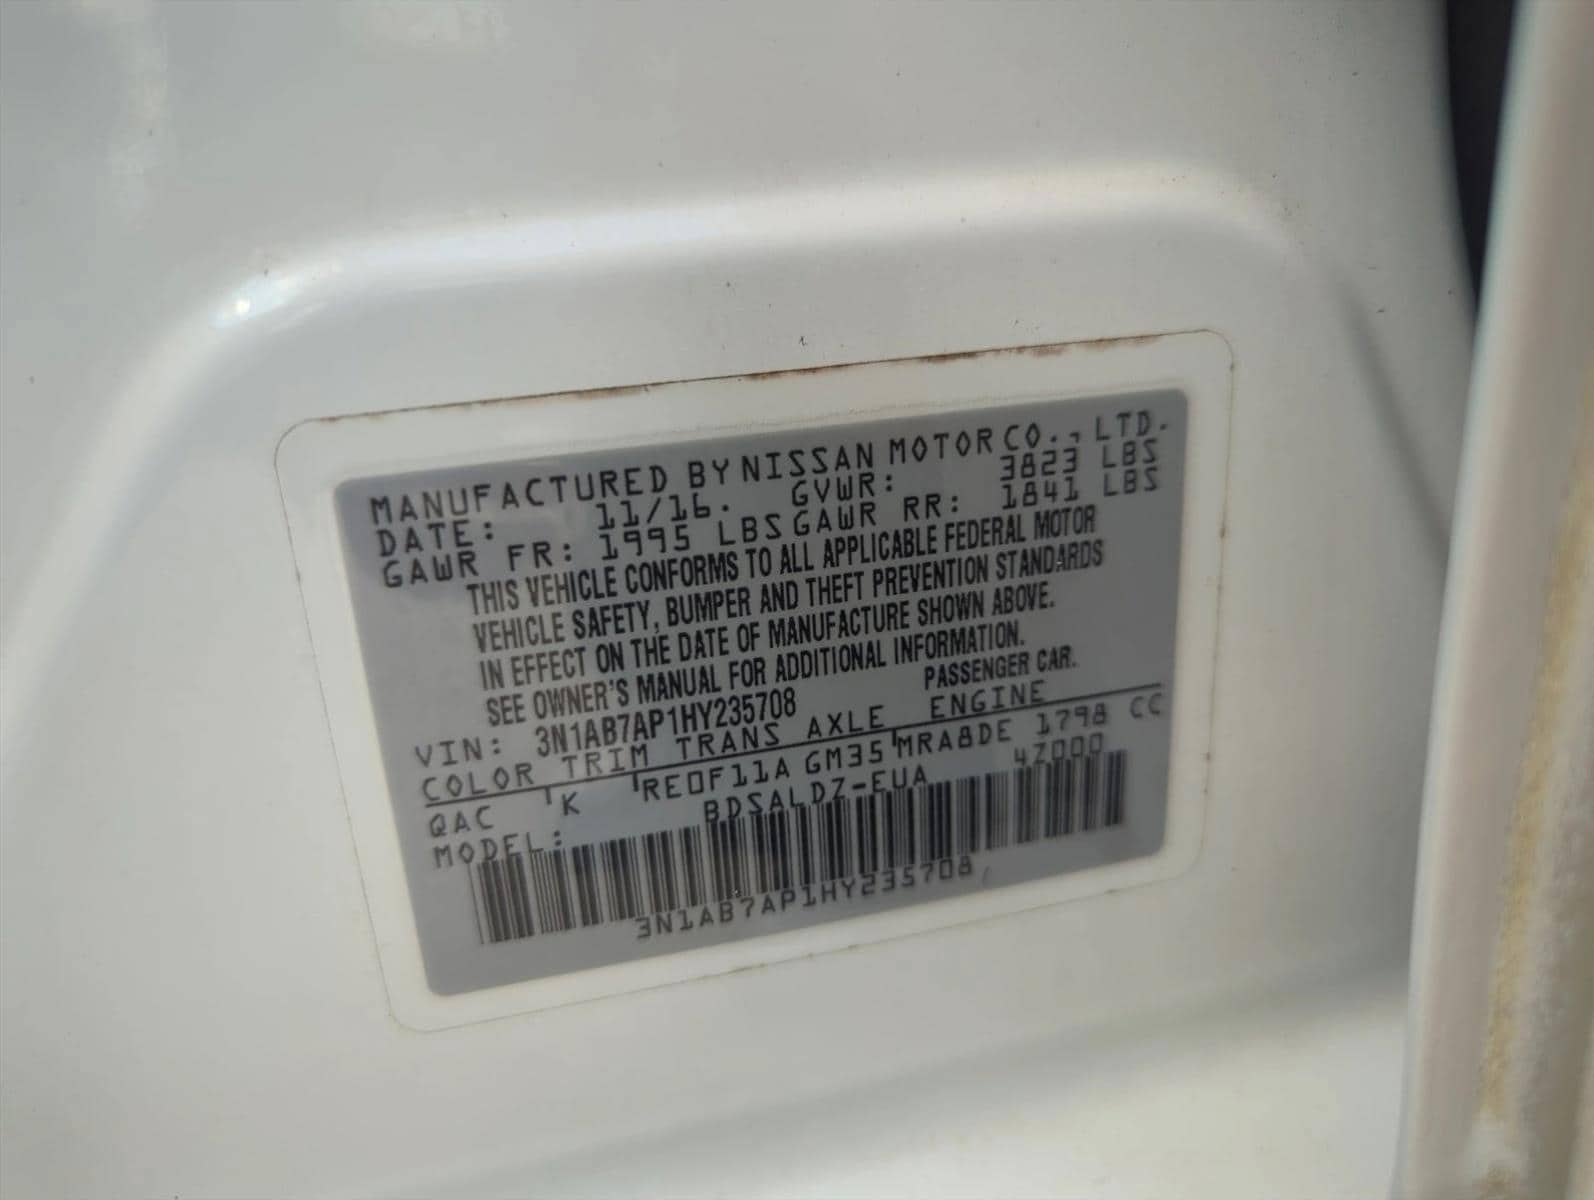 MANUFACTURED BY NISSAN MOTOR CO., LTD.
DATE: 11/16. GVWR: 3823 LBS
GAWR FR: 1995 LBS GAWR RR: 1841 LBS
THIS VEHICLE CONFORMS TO ALL APPLICABLE FEDERAL MOTOR
VEHICLE SAFETY, BUMPER AND THEFT PREVENTION STANDARDS
IN EFFECT ON THE DATE OF MANUFACTURE SHOWN ABOVE.
SEE OWNER'S MANUAL FOR ADDITIONAL INFORMATION.
VIN: 3N1AB7AP1HY235708 PASSENGER CAR.
COLOR TRIM TRANS AXLE ENGINE
QAC K RE0F11A GM35 MRA8DE 1798 CC
MODEL: BDSALDZ-EUA 4Z000
3N1AB7AP1HY235708